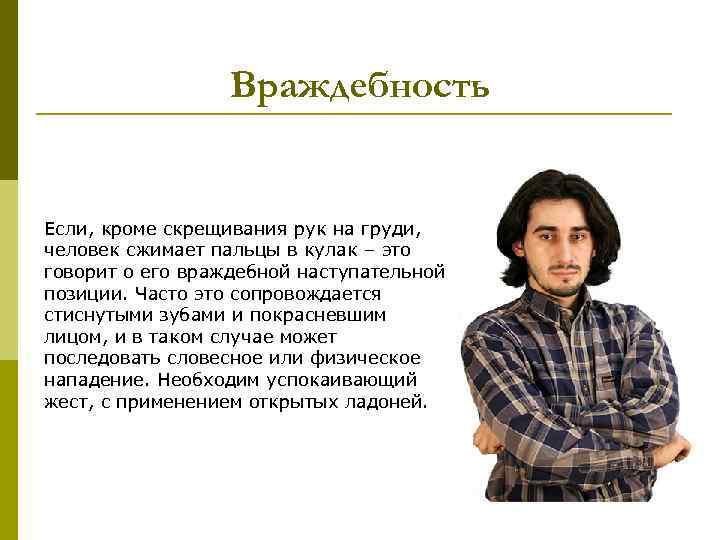 Враждебность
Если, кроме скрещивания рук на груди,
человек сжимает пальцы в кулак – это
говорит о его враждебной наступательной
позиции. Часто это сопровождается
стиснутыми зубами и покрасневшим
лицом, и в таком случае может
последовать словесное или физическое
нападение. Необходим успокаивающий
жест, с применением открытых ладоней.